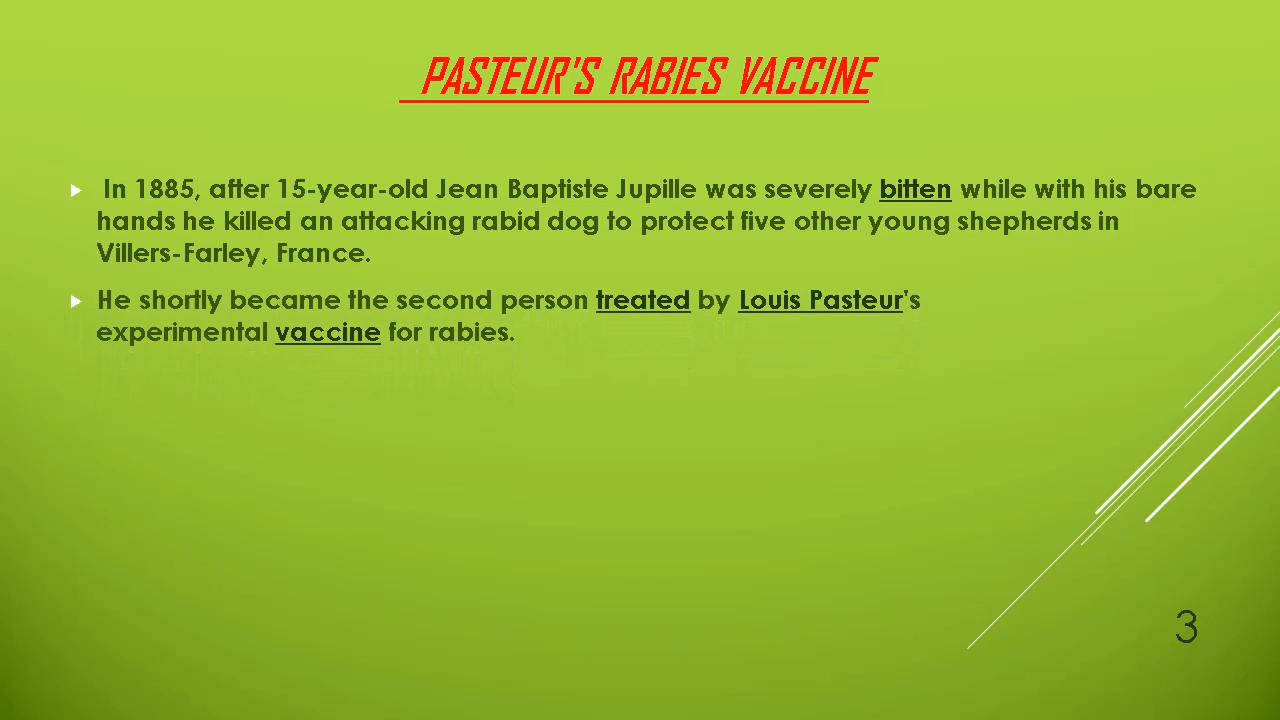 PASTEUR'S RABIES VACCINE
In 1885, after 15-year-old Jean Baptiste Jupille was severely bitten while with his bare
hands he killed an attacking rabid dog to protect five other young shepherds in
Villers-Farley, France.
He shortly became the second person treated by Louis Pasteur's
experimental vaccine for rabies.
3